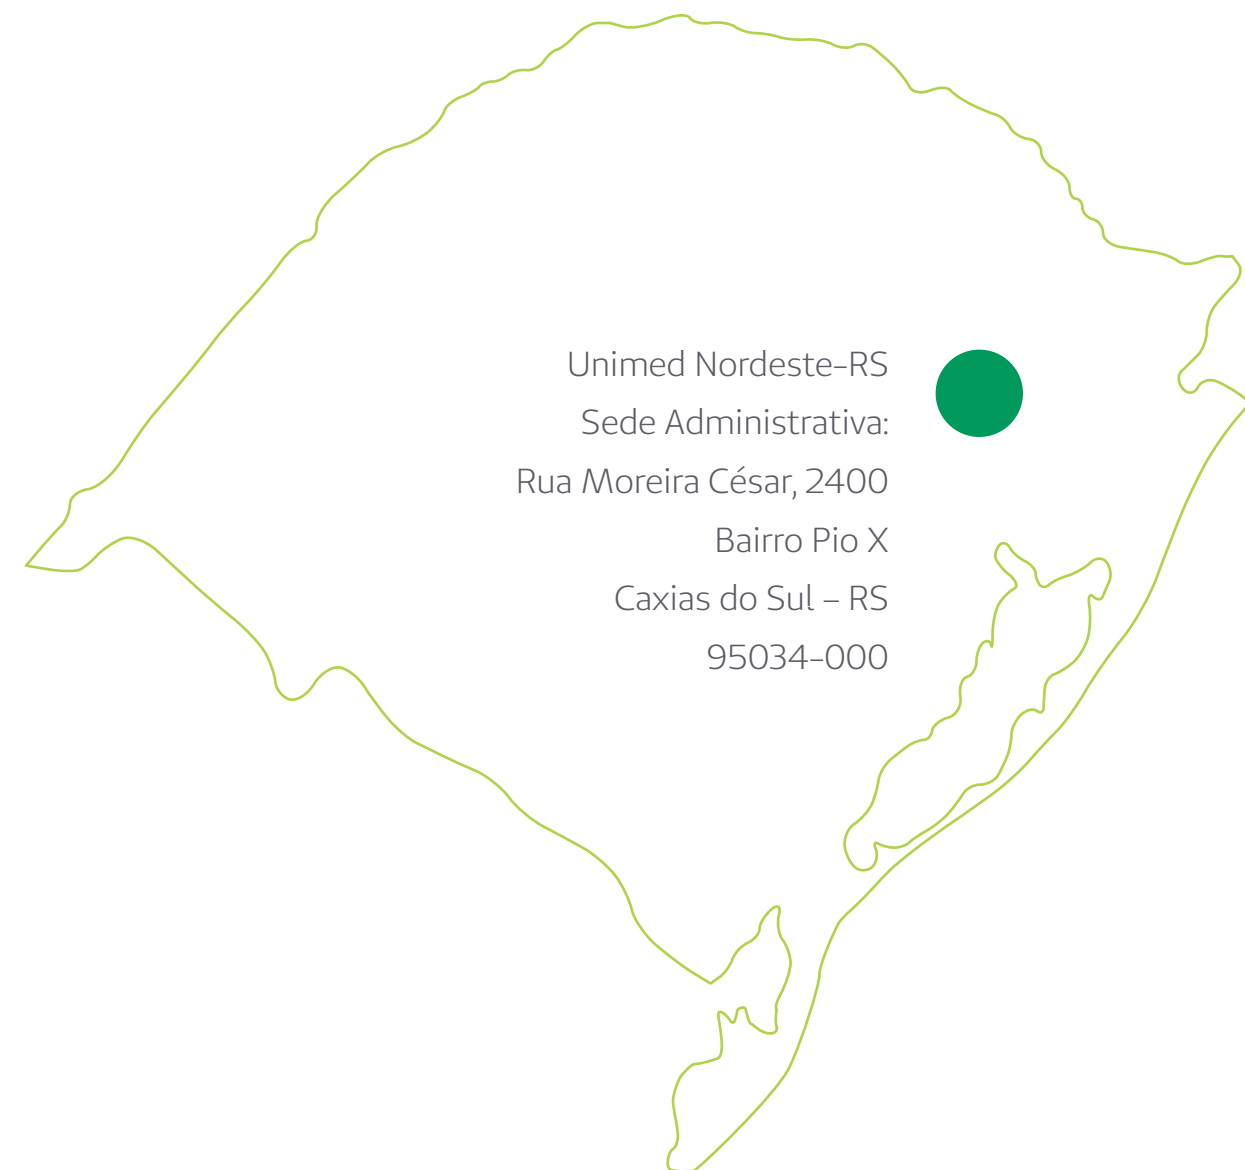 Unimed Nordeste-RS
Sede Administrativa:
Rua Moreira César, 2400
Bairro Pio X
Caxias do Sul – RS
95034-000